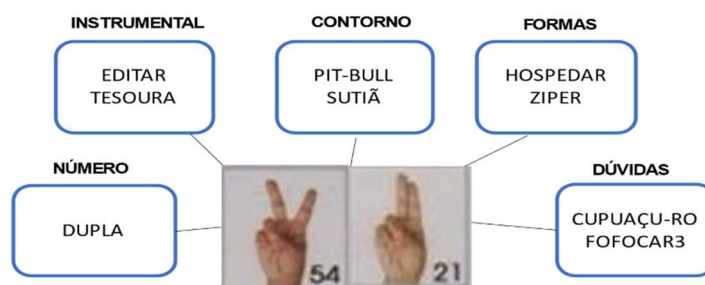 INSTRUMENTAL
EDITAR
TESOURA
CONTORNO
PIT-BULL
SUTIÃ
FORMAS
HOSPEDAR
ZIPER
NÚMERO
DUPLA
54
21
DÚVIDAS
CUPUAÇU-RO
FOFOCAR3